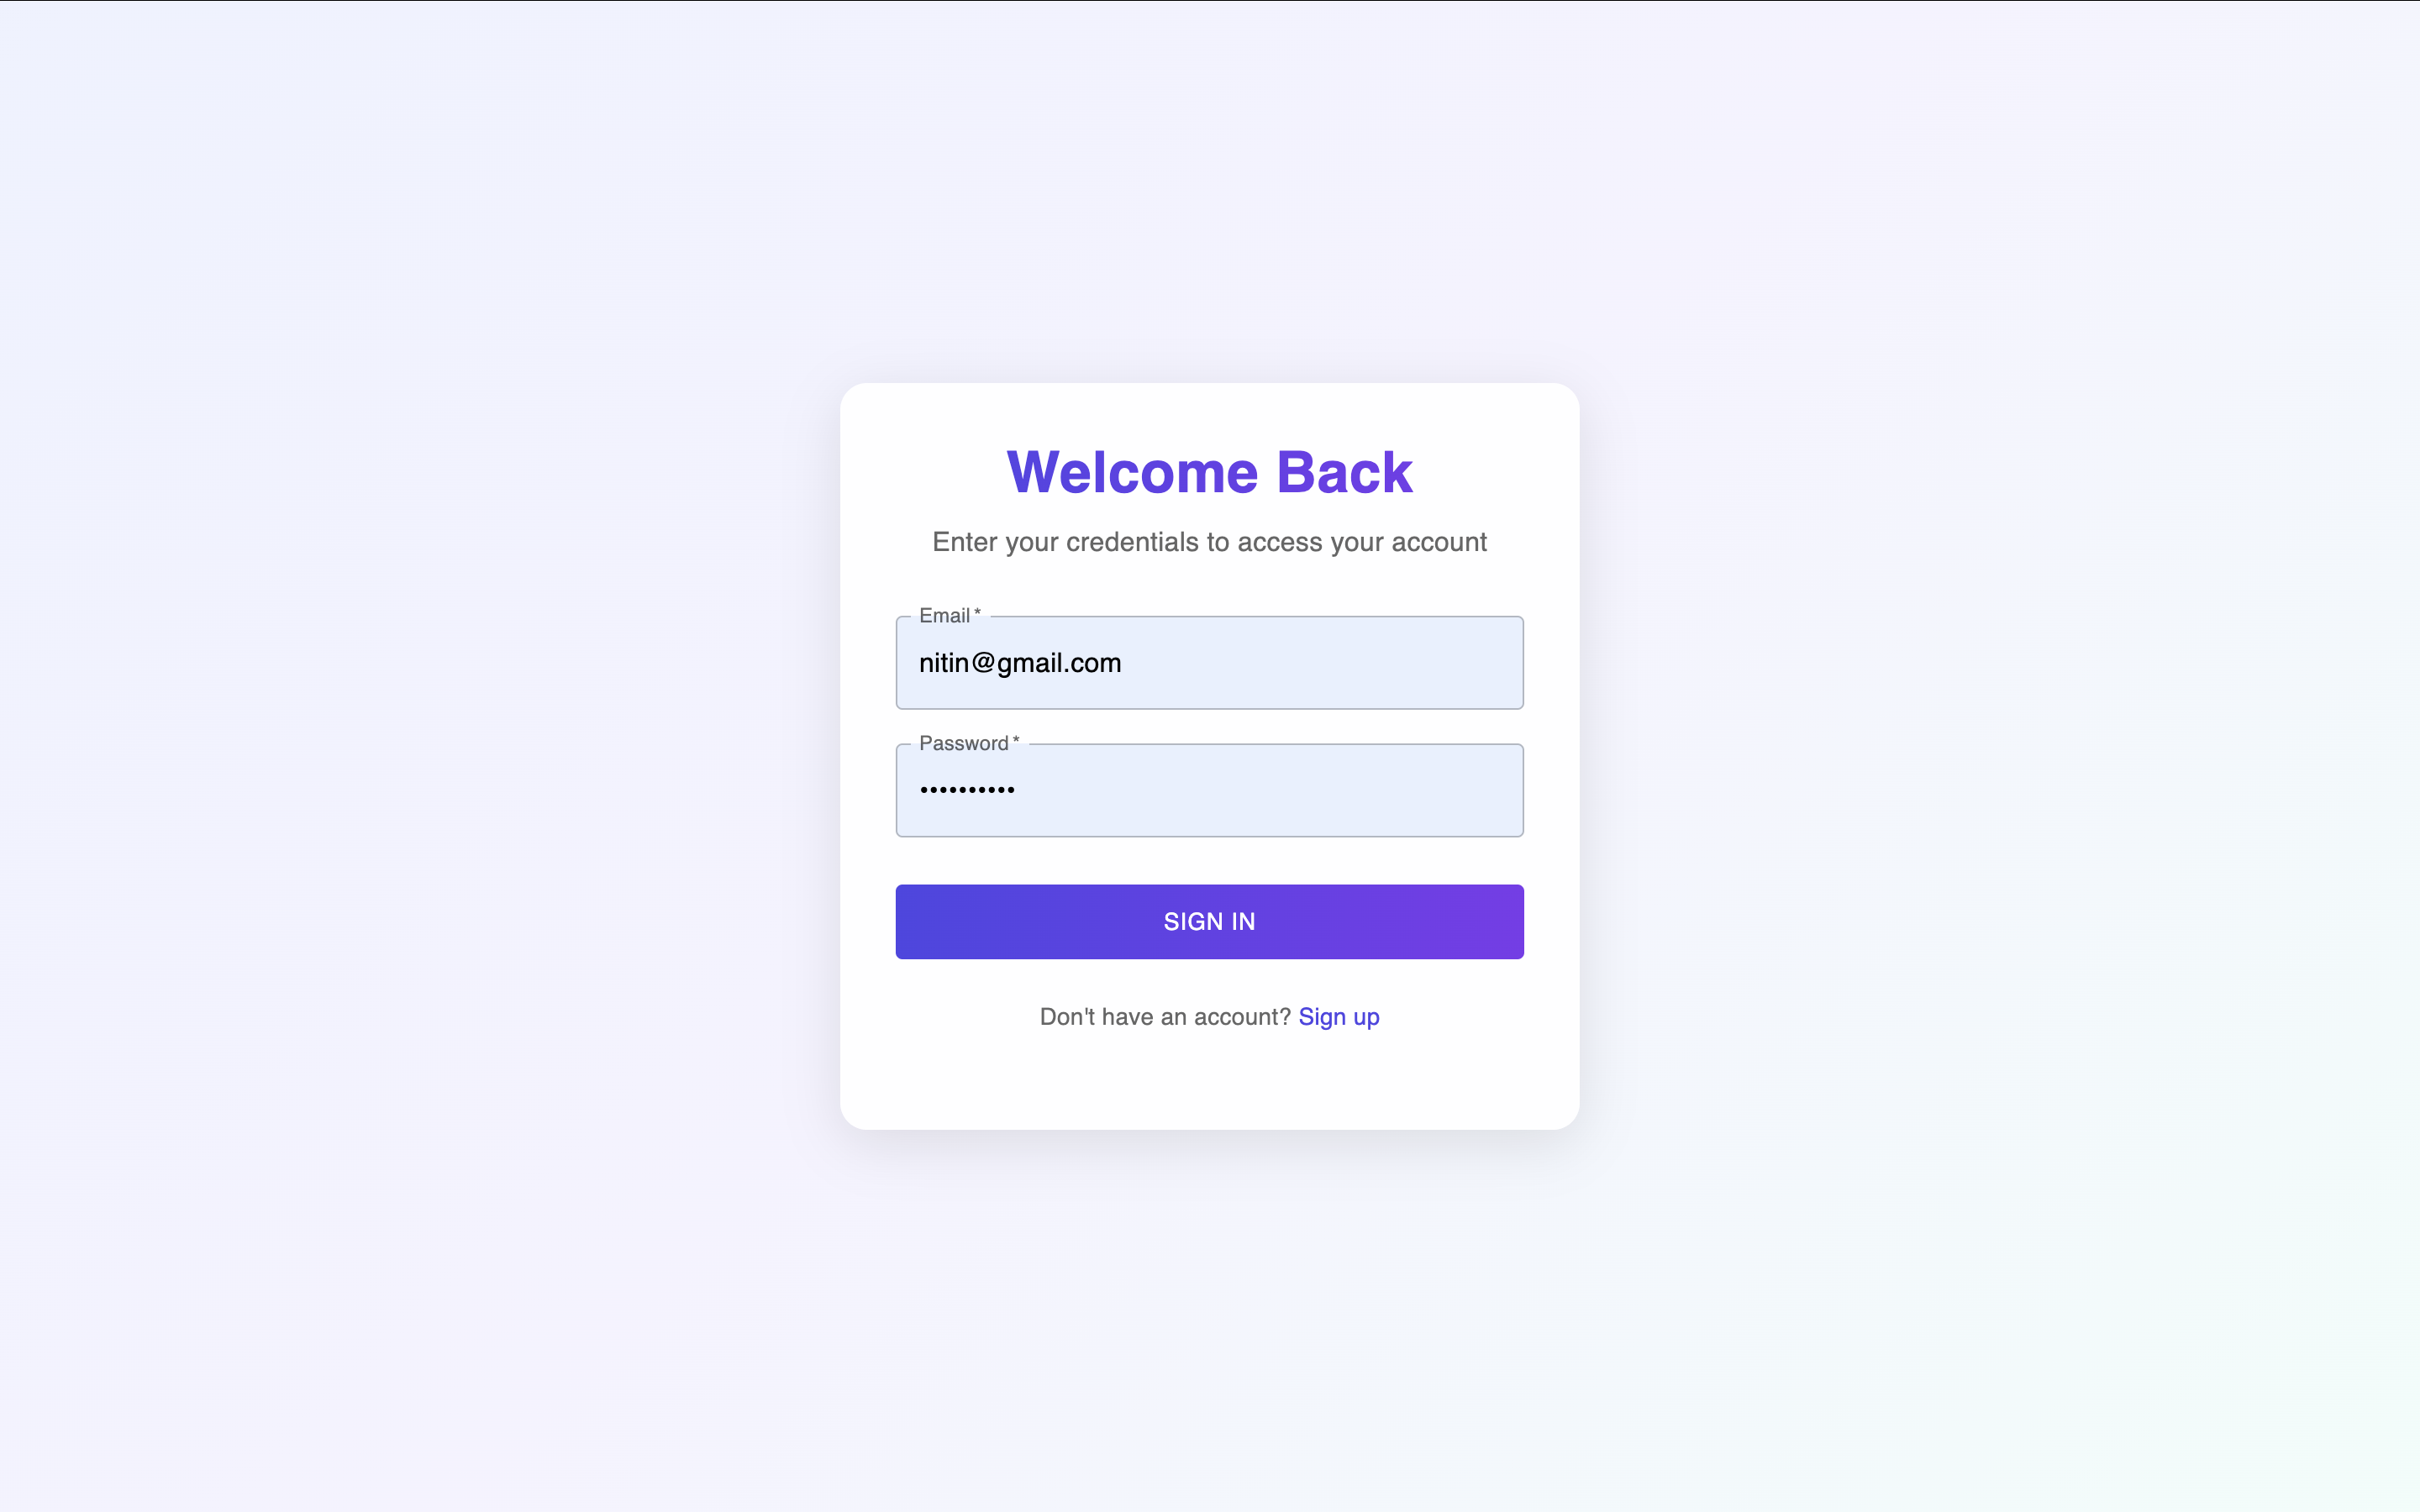 Welcome Back
Enter your credentials to access your account
Email *
nitin@gmail.com
Password *
••••••••••
SIGN IN
Don't have an account? Sign up